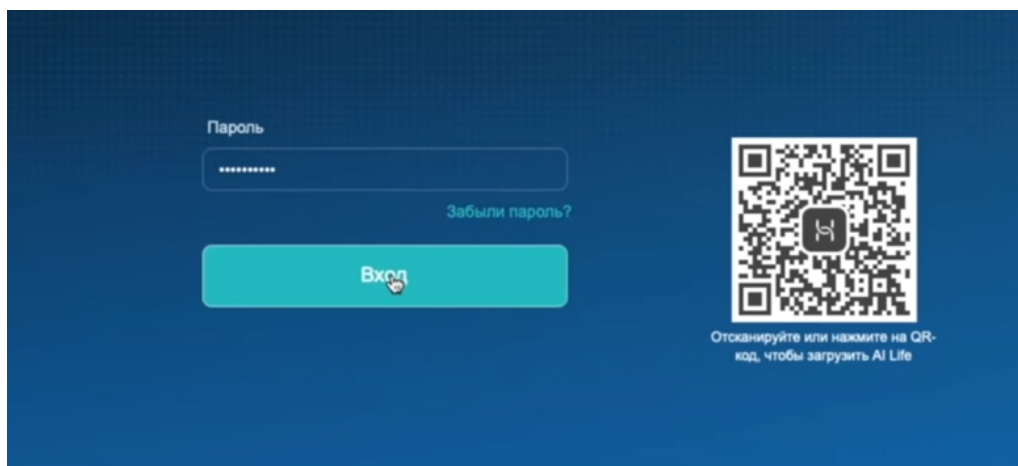 Пароль
••••••••••
Забыли пароль?
Вход
Отсканируйте или нажмите на QR-
код, чтобы загрузить AI Life